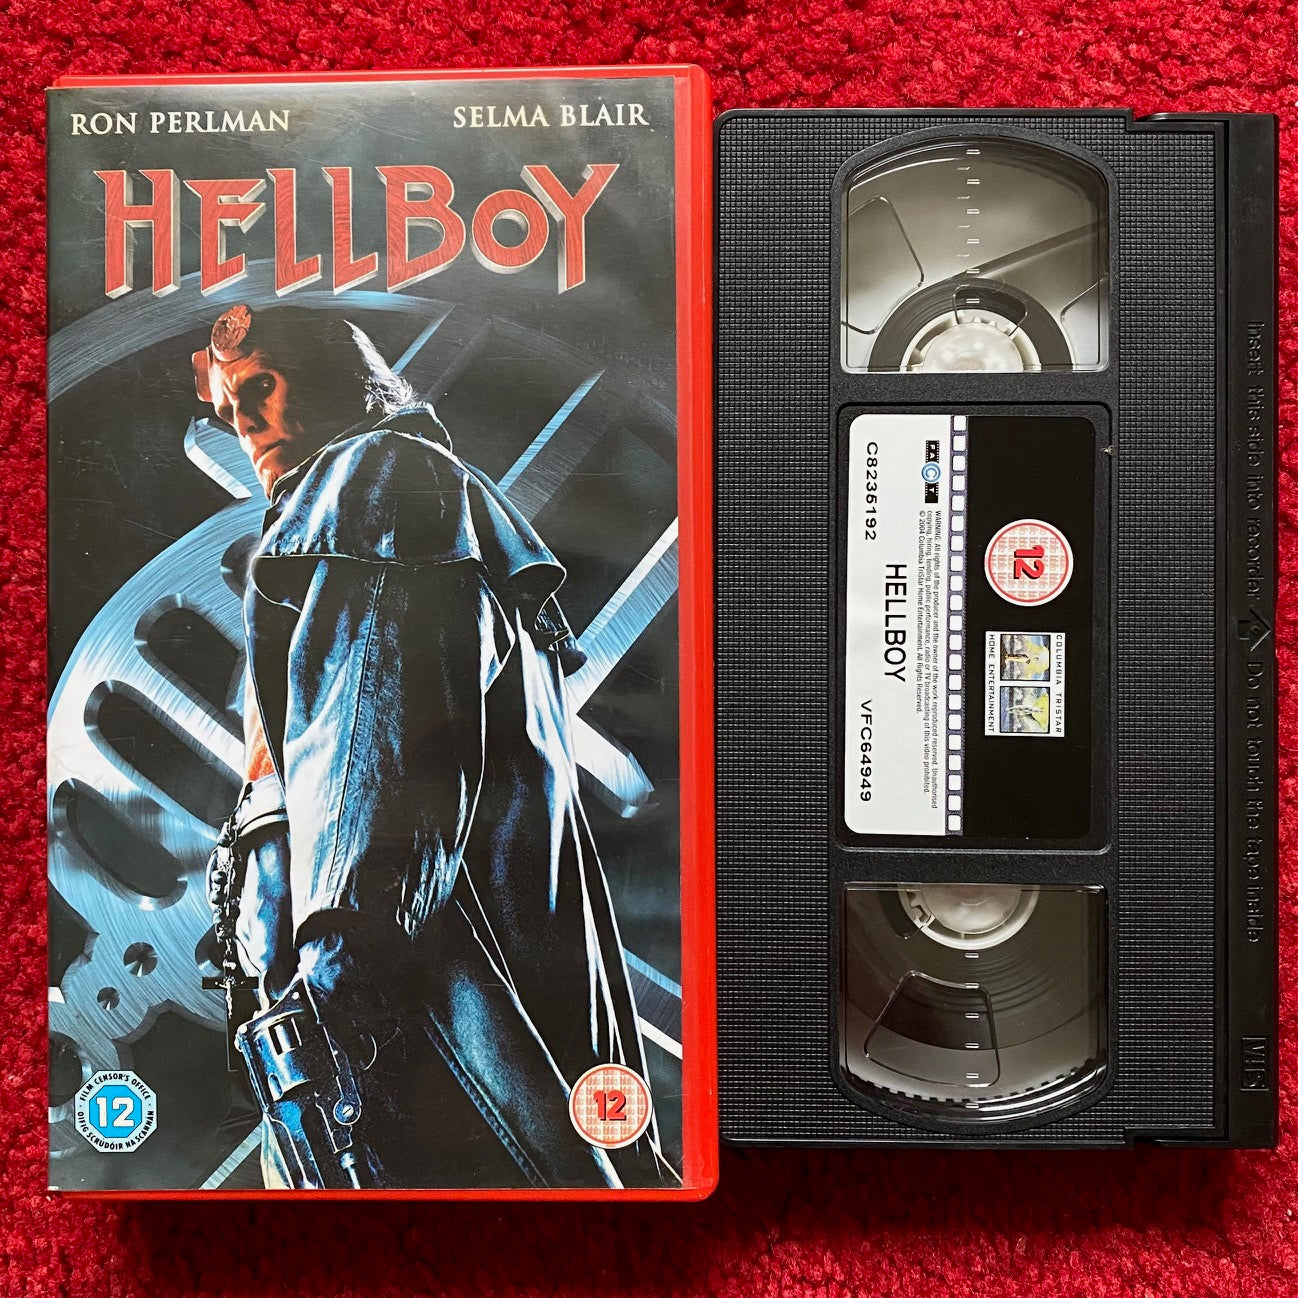 RON PERLMAN
SELMA BLAIR
HELLBOY
FILM CENSOR'S OFFICE
12
OIFIG SCRÚDÓIR NA SCANNÁN
12
12
COLUMBIA TRISTAR
HOME ENTERTAINMENT
FACT
WARNING: All rights of the producer and the owner of the work reproduced reserved. Unauthorised
copying, hiring, lending, public performance, radio or TV broadcasting of this video prohibited.
© 2004 Columbia TriStar Home Entertainment. All Rights Reserved.
HELLBOY
C8235192
VFC64949
Insert this side into recorder
Do not touch the tape inside
VHS